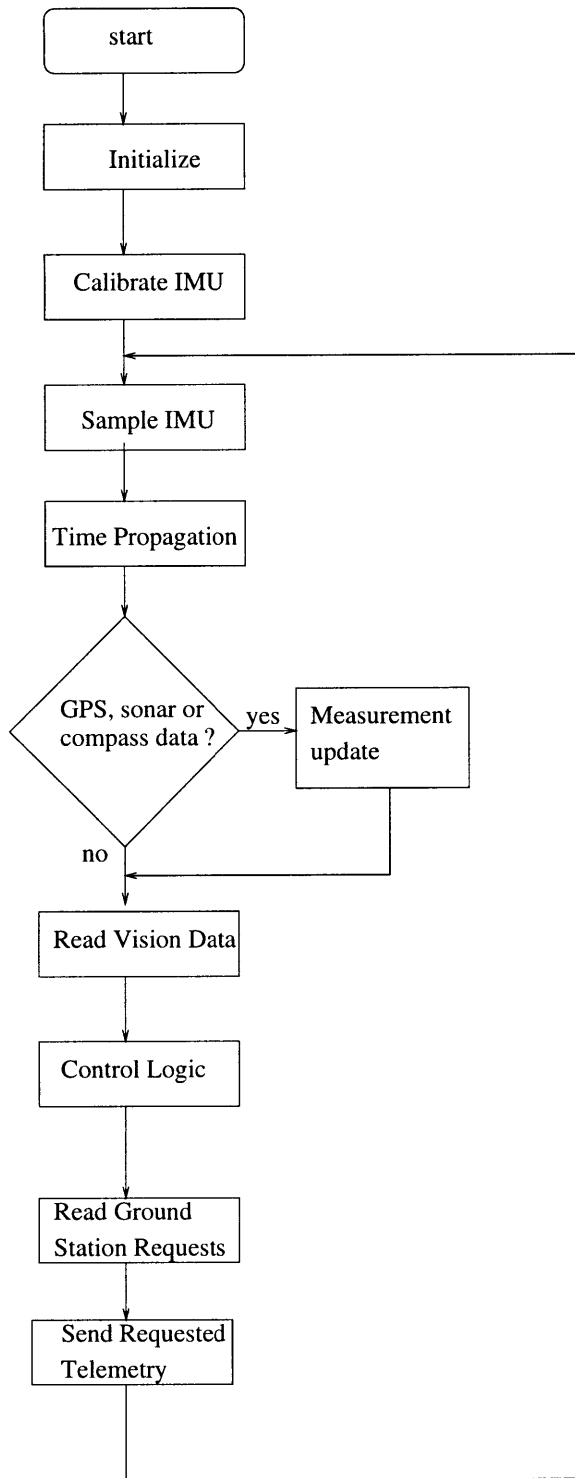 start
Initialize
Calibrate IMU
Sample IMU
Time Propagation
GPS, sonar or
compass data ?
yes
Measurement
update
no
Read Vision Data
Control Logic
Read Ground
Station Requests
Send Requested
Telemetry